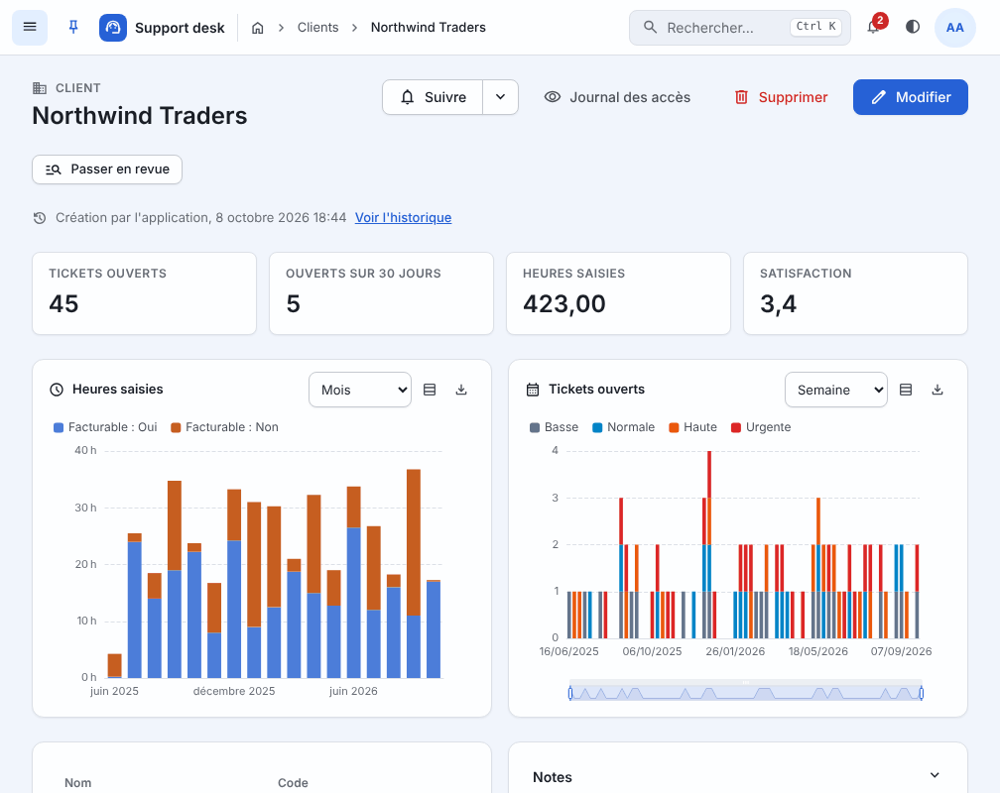 Support desk
Clients
Northwind Traders
Rechercher...
Ctrl K
2
AA
CLIENT
Northwind Traders
Suivre
Journal des accès
Supprimer
Modifier
Passer en revue
Création par l'application, 8 octobre 2026 18:44 Voir l'historique
TICKETS OUVERTS
45
OUVERTS SUR 30 JOURS
5
HEURES SAISIES
423,00
SATISFACTION
3,4
Heures saisies
Mois
Facturable : Oui
Facturable : Non
40 h
30 h
20 h
10 h
0 h
juin 2025
décembre 2025
juin 2026
Tickets ouverts
Semaine
Basse
Normale
Haute
Urgente
4
3
2
1
0
16/06/2025
06/10/2025
26/01/2026
18/05/2026
07/09/2026
Nom
Code
Notes